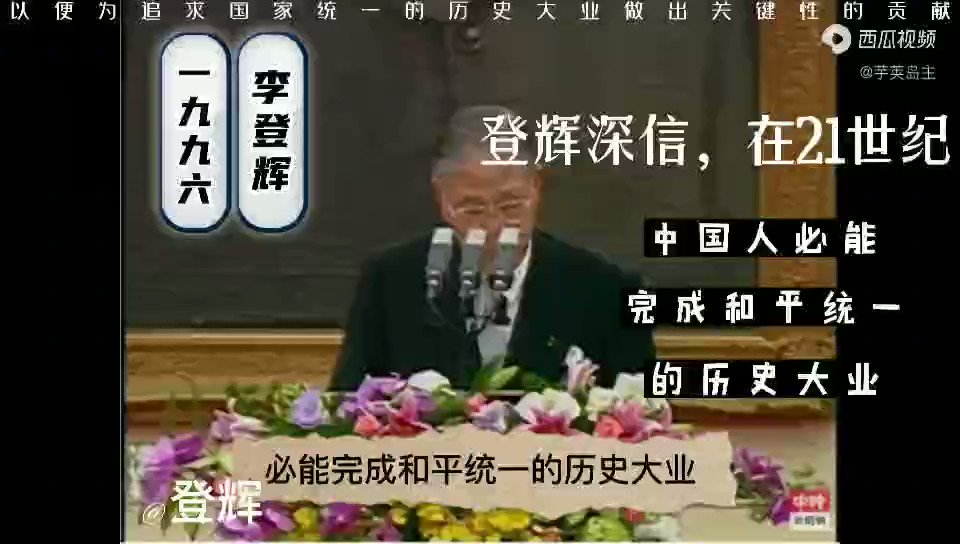 以便为追求国家统一的历史大业做出关键性的贡献
西瓜视频
@芋荚岛主
李登辉
一九九六
登辉深信，在21世纪
中国人必能
完成和平统一
的历史大业
必能完成和平统一的历史大业
@登辉
中時